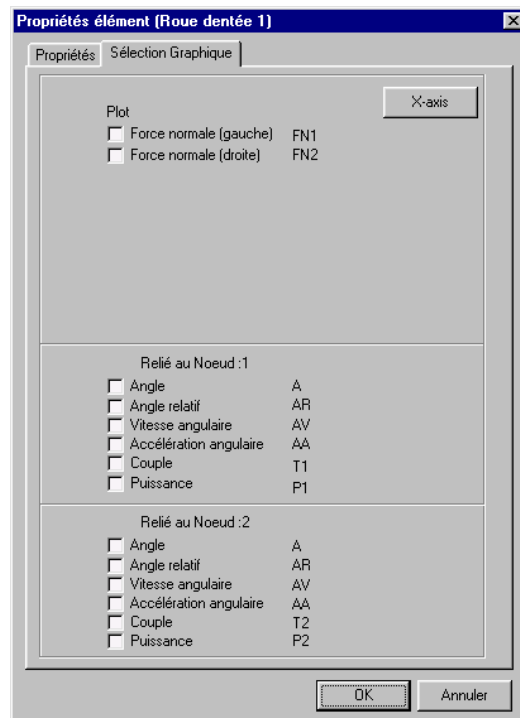 Propriétés élément (Roue dentée 1)
Propriétés Sélection Graphique
X-axis
Plot
Force normale (gauche) FN1
Force normale (droite) FN2
Relié au Noeud :1
Angle A
Angle relatif AR
Vitesse angulaire AV
Accélération angulaire AA
Couple T1
Puissance P1
Relié au Noeud :2
Angle A
Angle relatif AR
Vitesse angulaire AV
Accélération angulaire AA
Couple T2
Puissance P2
OK Annuler